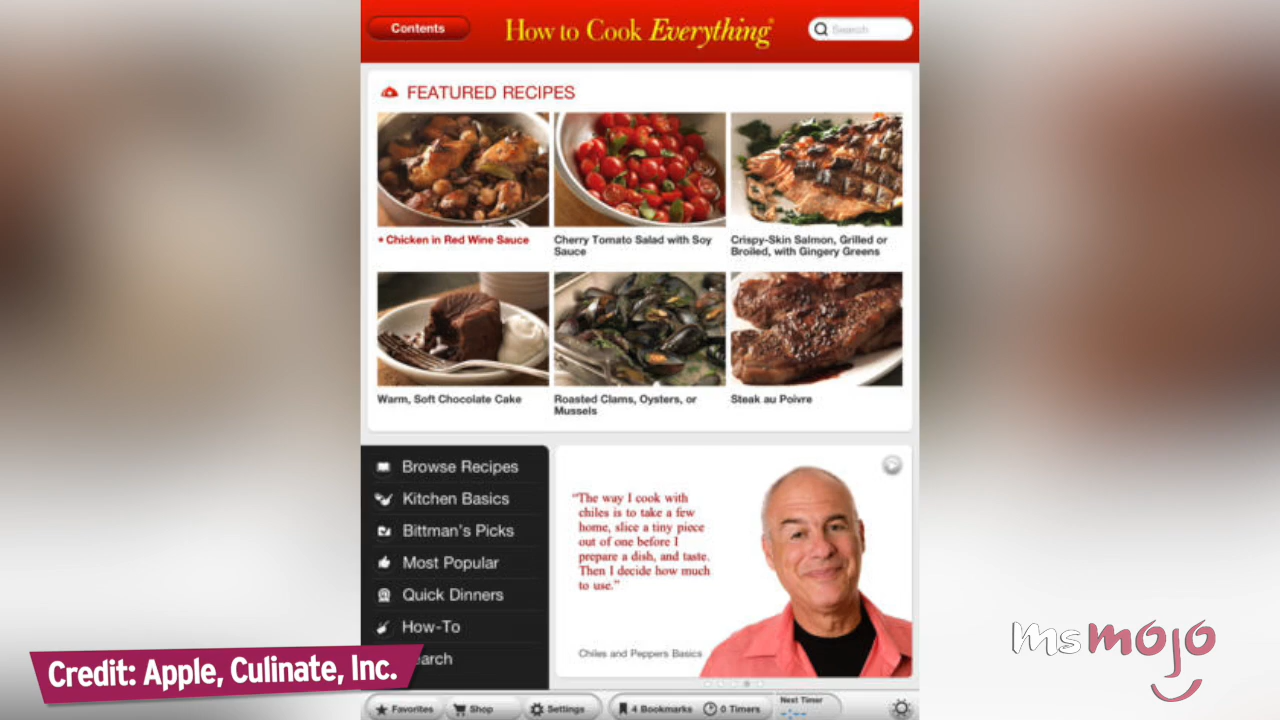 Contents
How to Cook Everything®
Search
FEATURED RECIPES
• Chicken in Red Wine Sauce
Cherry Tomato Salad with Soy
Sauce
Crispy-Skin Salmon, Grilled or
Broiled, with Gingery Greens
Warm, Soft Chocolate Cake
Roasted Clams, Oysters, or
Mussels
Steak au Poivre
Browse Recipes
Kitchen Basics
Bittman's Picks
Most Popular
Quick Dinners
How-To
arch
"The way I cook with
chiles is to take a few
home, slice a tiny piece
out of one before I
prepare a dish, and taste.
Then I decide how much
to use."
Chiles and Peppers Basics
Favorites
Shop
Settings
4 Bookmarks
0 Timers
Next Timer
-:--
Credit: Apple, Culinate, Inc.
msmojo